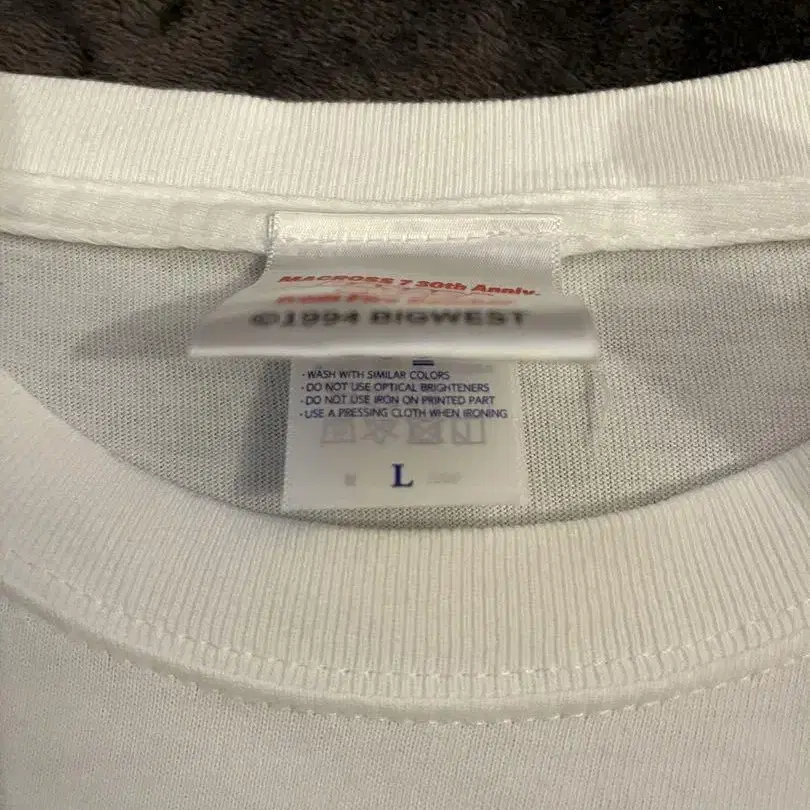 MACROSS 7 30th Anniv.
©1994 BIGWEST
· WASH WITH SIMILAR COLORS
· DO NOT USE OPTICAL BRIGHTENERS
· DO NOT USE IRON ON PRINTED PART
· USE A PRESSING CLOTH WHEN IRONING
L